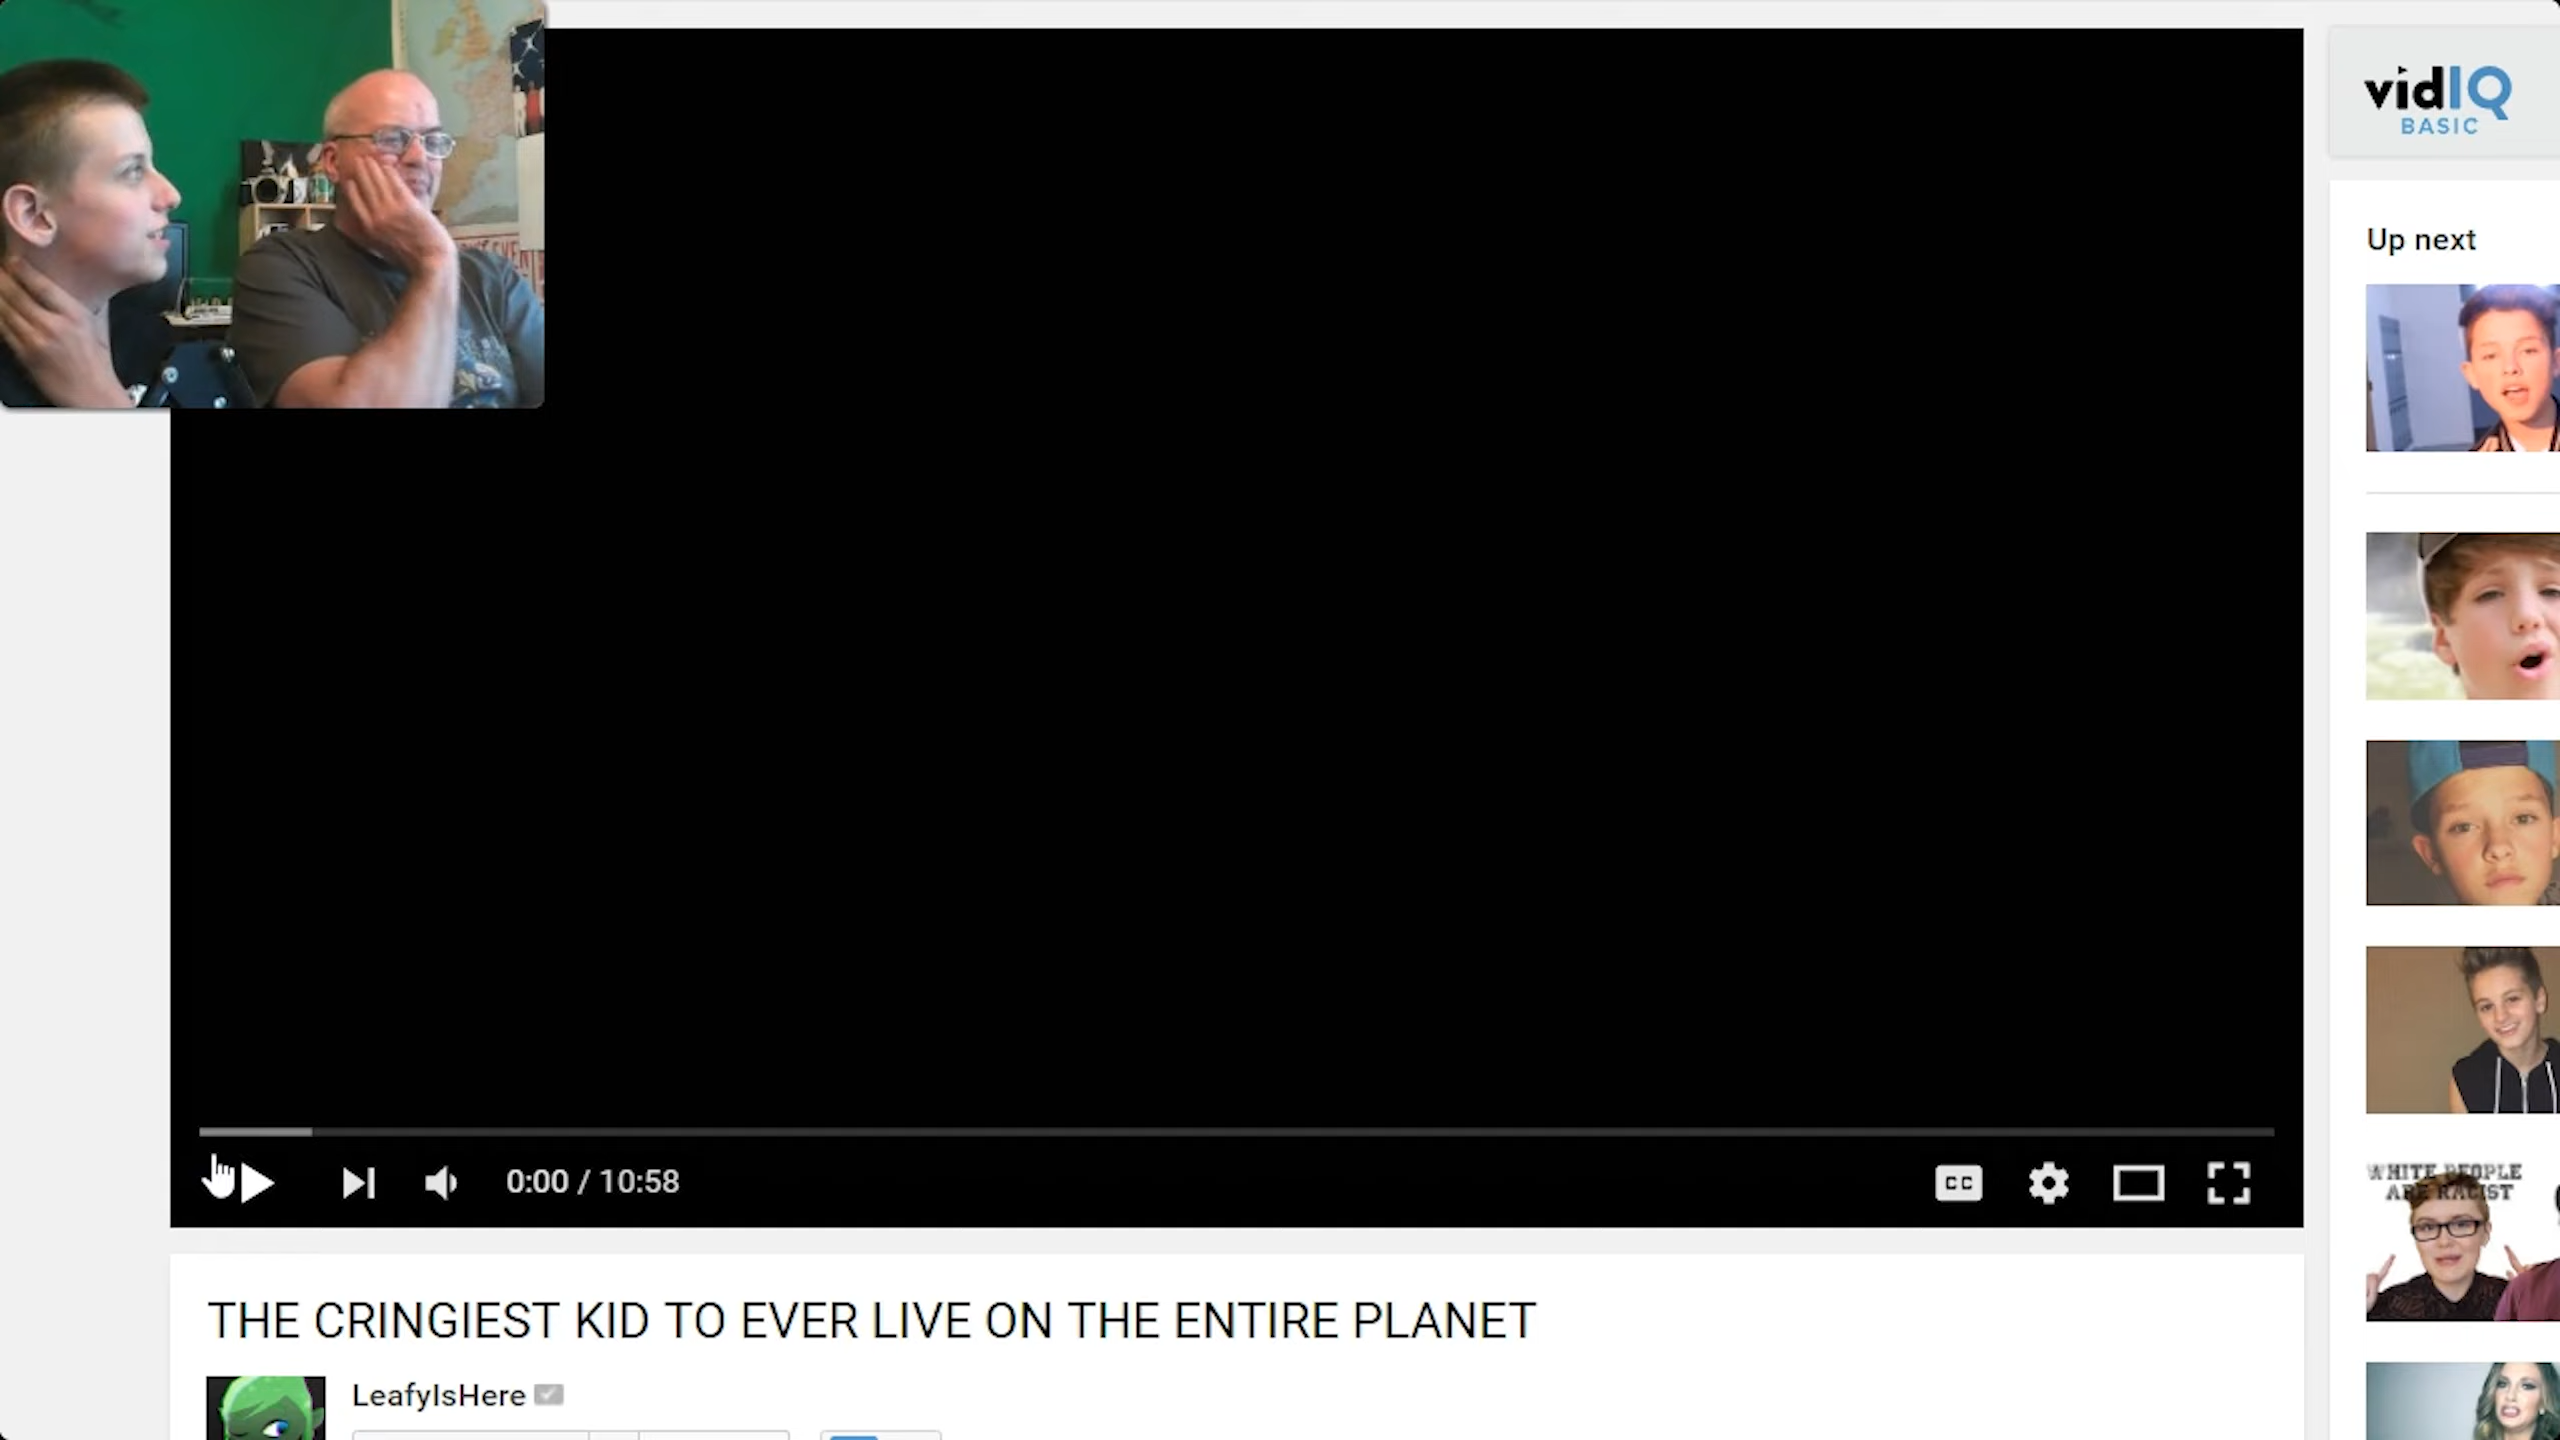 vidIQ
BASIC
Up next
WHITE PEOPLE
ARE RACIST
0:00 / 10:58
CC
THE CRINGIEST KID TO EVER LIVE ON THE ENTIRE PLANET
LeafyIsHere